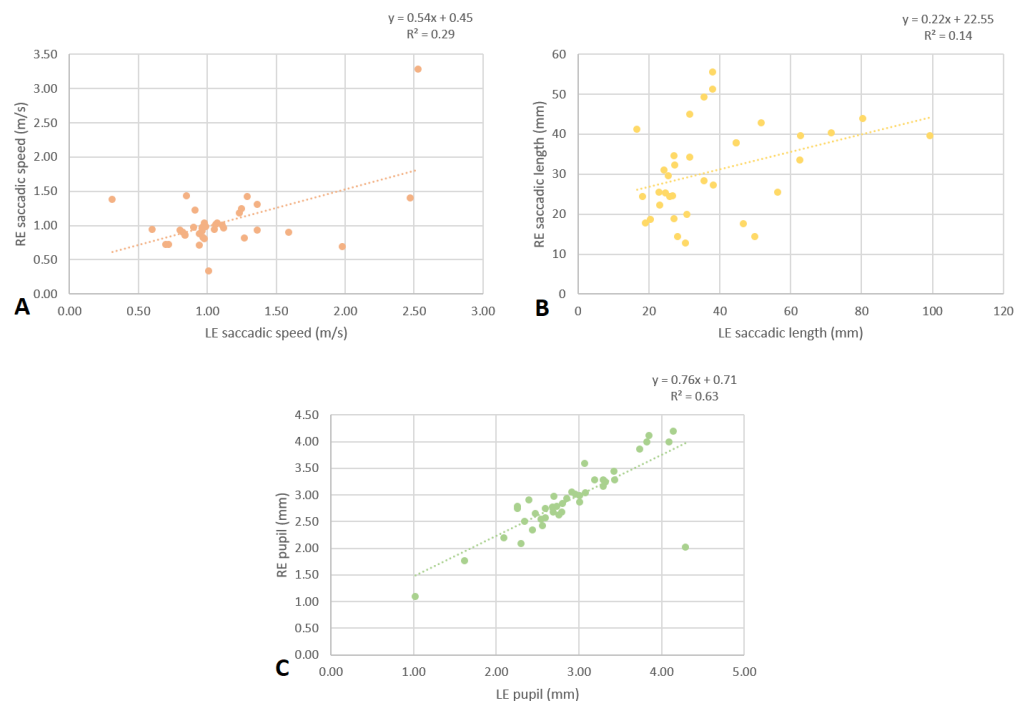 y = 0.54x + 0.45
R² = 0.29
3.50
3.00
2.50
2.00
1.50
1.00
0.50
0.00
RE saccadic speed (m/s)
0.00 0.50 1.00 1.50 2.00 2.50 3.00
LE saccadic speed (m/s)
A
y = 0.22x + 22.55
R² = 0.14
60
50
40
30
20
10
0
RE saccadic length (mm)
0 20 40 60 80 100 120
LE saccadic length (mm)
B
y = 0.76x + 0.71
R² = 0.63
4.50
4.00
3.50
3.00
2.50
2.00
1.50
1.00
0.50
0.00
RE pupil (mm)
0.00 1.00 2.00 3.00 4.00 5.00
LE pupil (mm)
C